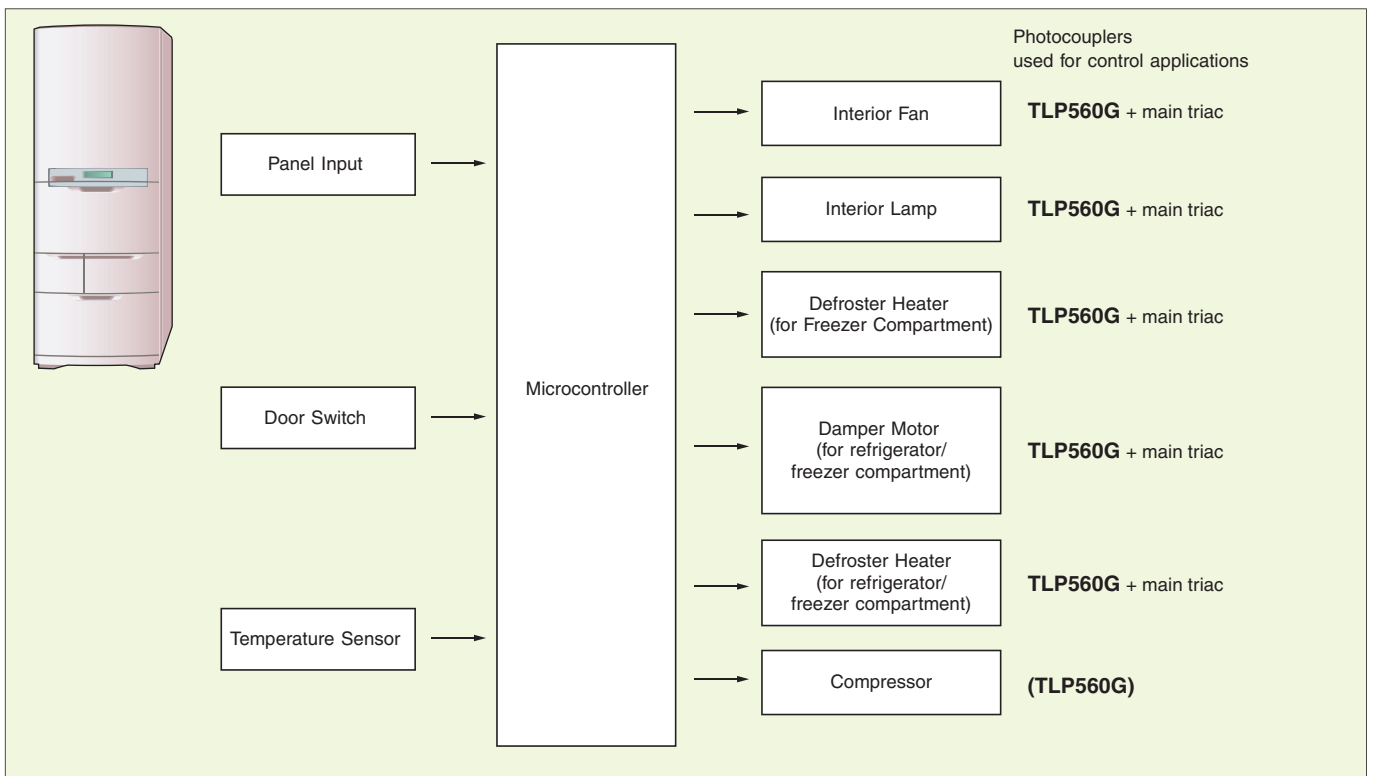 Photocouplers
used for control applications
Panel Input
Door Switch
Temperature Sensor
Microcontroller
Interior Fan
TLP560G + main triac
Interior Lamp
TLP560G + main triac
Defroster Heater
(for Freezer Compartment)
TLP560G + main triac
Damper Motor
(for refrigerator/
freezer compartment)
TLP560G + main triac
Defroster Heater
(for refrigerator/
freezer compartment)
TLP560G + main triac
Compressor
(TLP560G)